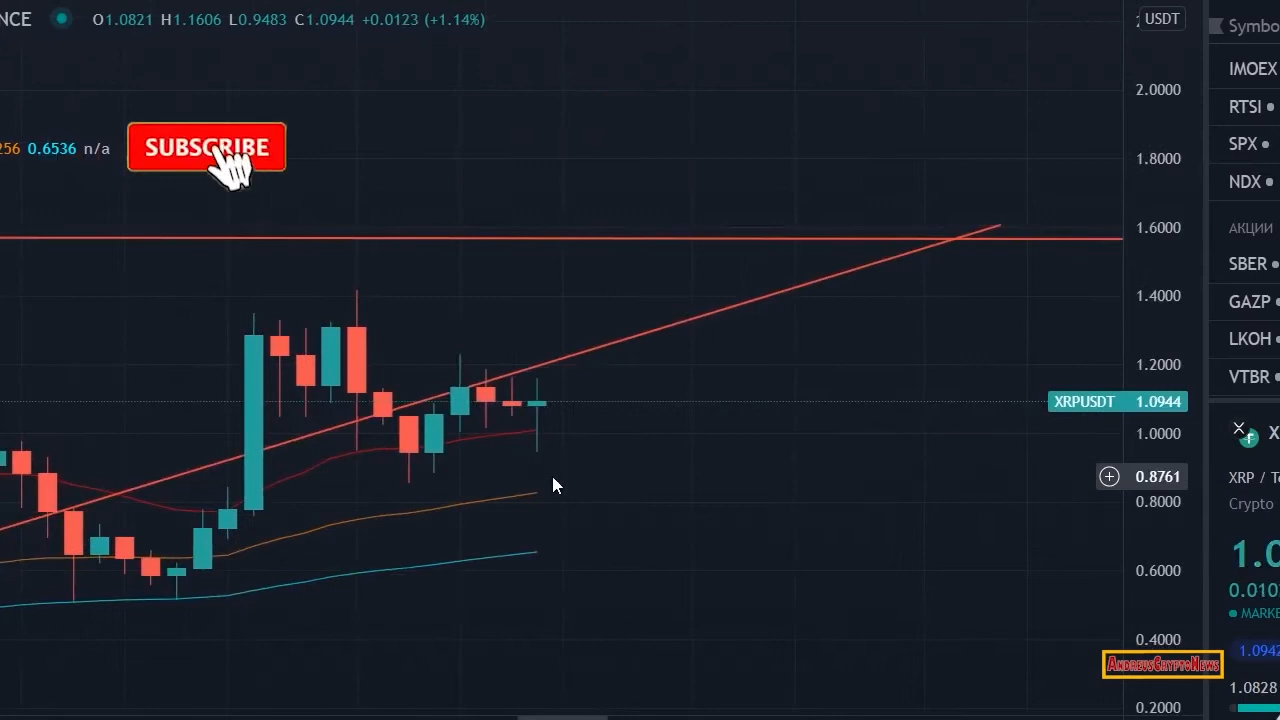 NCE O1.0821 H1.1606 L0.9483 C1.0944 +0.0123 (+1.14%)
USDT
Symbo
2.0000
IMOEX
RTSI
256 0.6536 n/a
SUBSCRIBE
1.8000
SPX
NDX
1.6000
АКЦИИ
SBER
1.4000
GAZP
LKOH
1.2000
VTBR
XRPUSDT 1.0944
1.0000
X
0.8761
XRP / Te
0.8000
Crypto
1.0
0.6000
0.010
MARKE
0.4000
1.0942
ANDREVSCRYPTONEWS
1.0828
0.2000